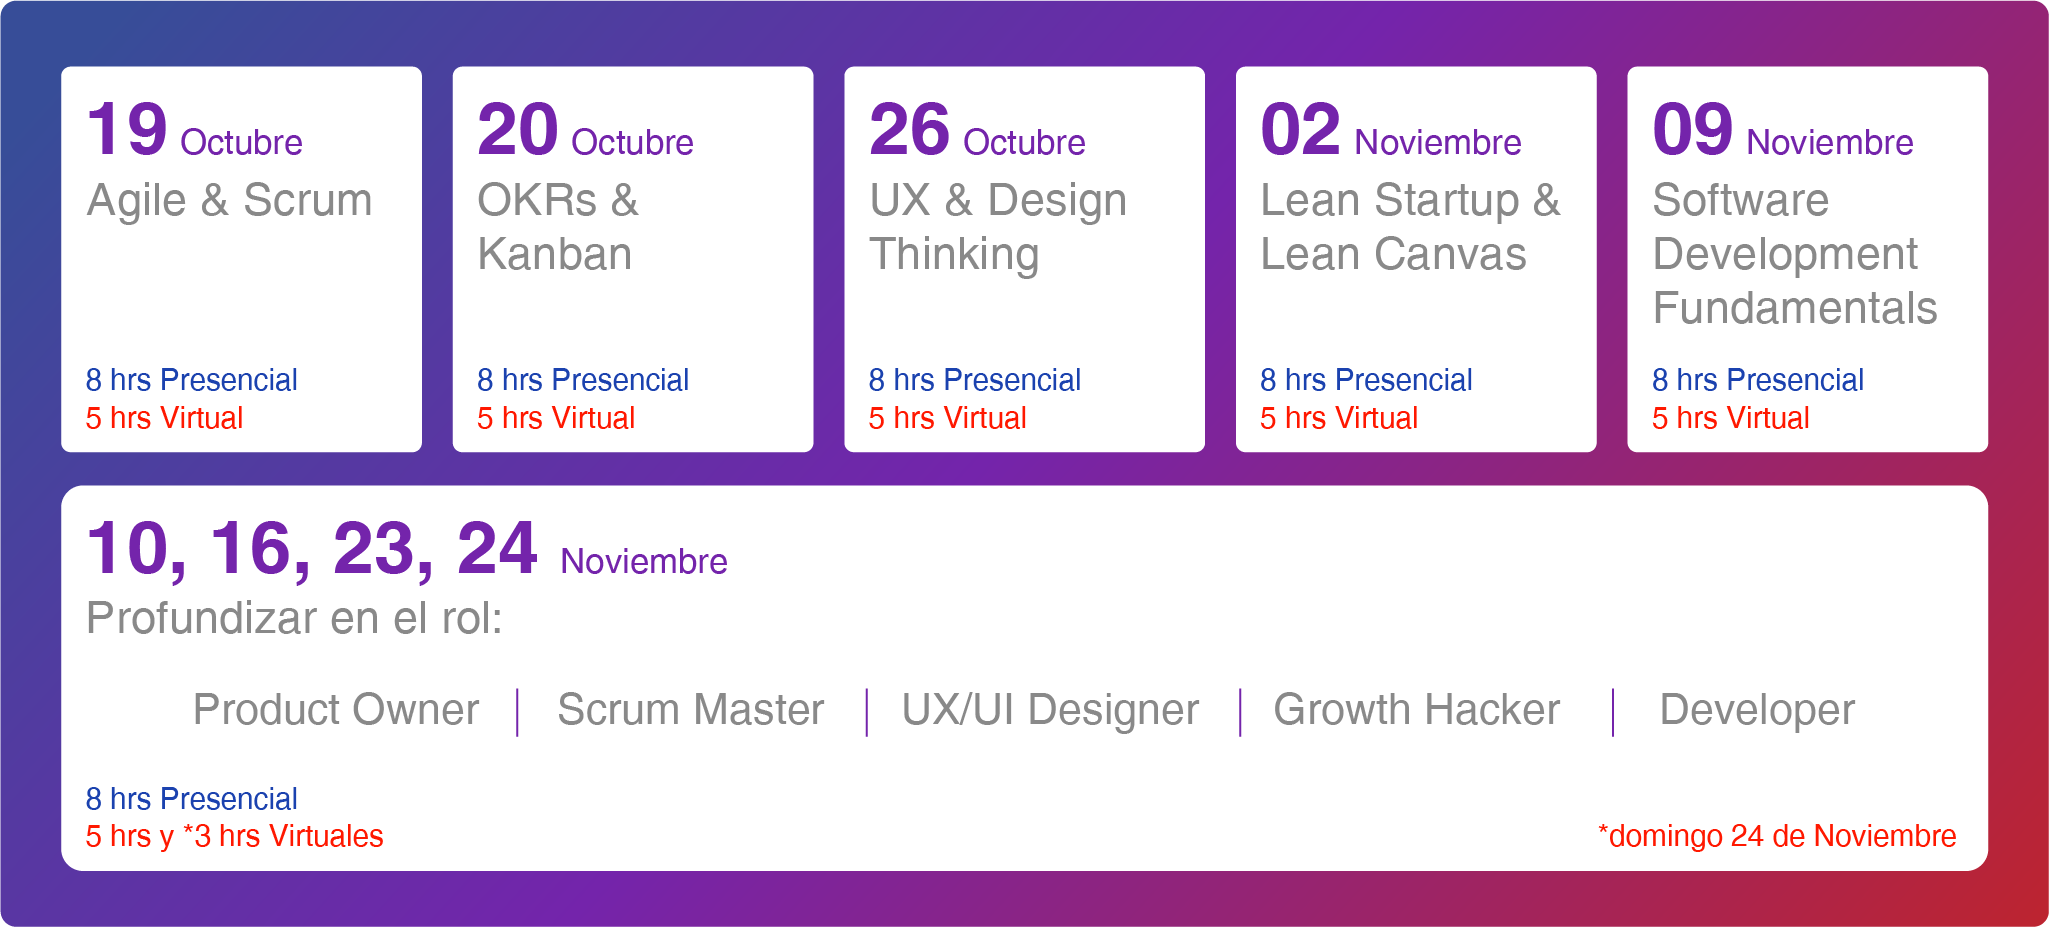 19 Octubre
Agile & Scrum
8 hrs Presencial
5 hrs Virtual
20 Octubre
OKRs &
Kanban
8 hrs Presencial
5 hrs Virtual
26 Octubre
UX & Design
Thinking
8 hrs Presencial
5 hrs Virtual
02 Noviembre
Lean Startup &
Lean Canvas
8 hrs Presencial
5 hrs Virtual
09 Noviembre
Software
Development
Fundamentals
8 hrs Presencial
5 hrs Virtual
10, 16, 23, 24 Noviembre
Profundizar en el rol:
Product Owner | Scrum Master | UX/UI Designer | Growth Hacker | Developer
8 hrs Presencial
5 hrs y *3 hrs Virtuales
*domingo 24 de Noviembre